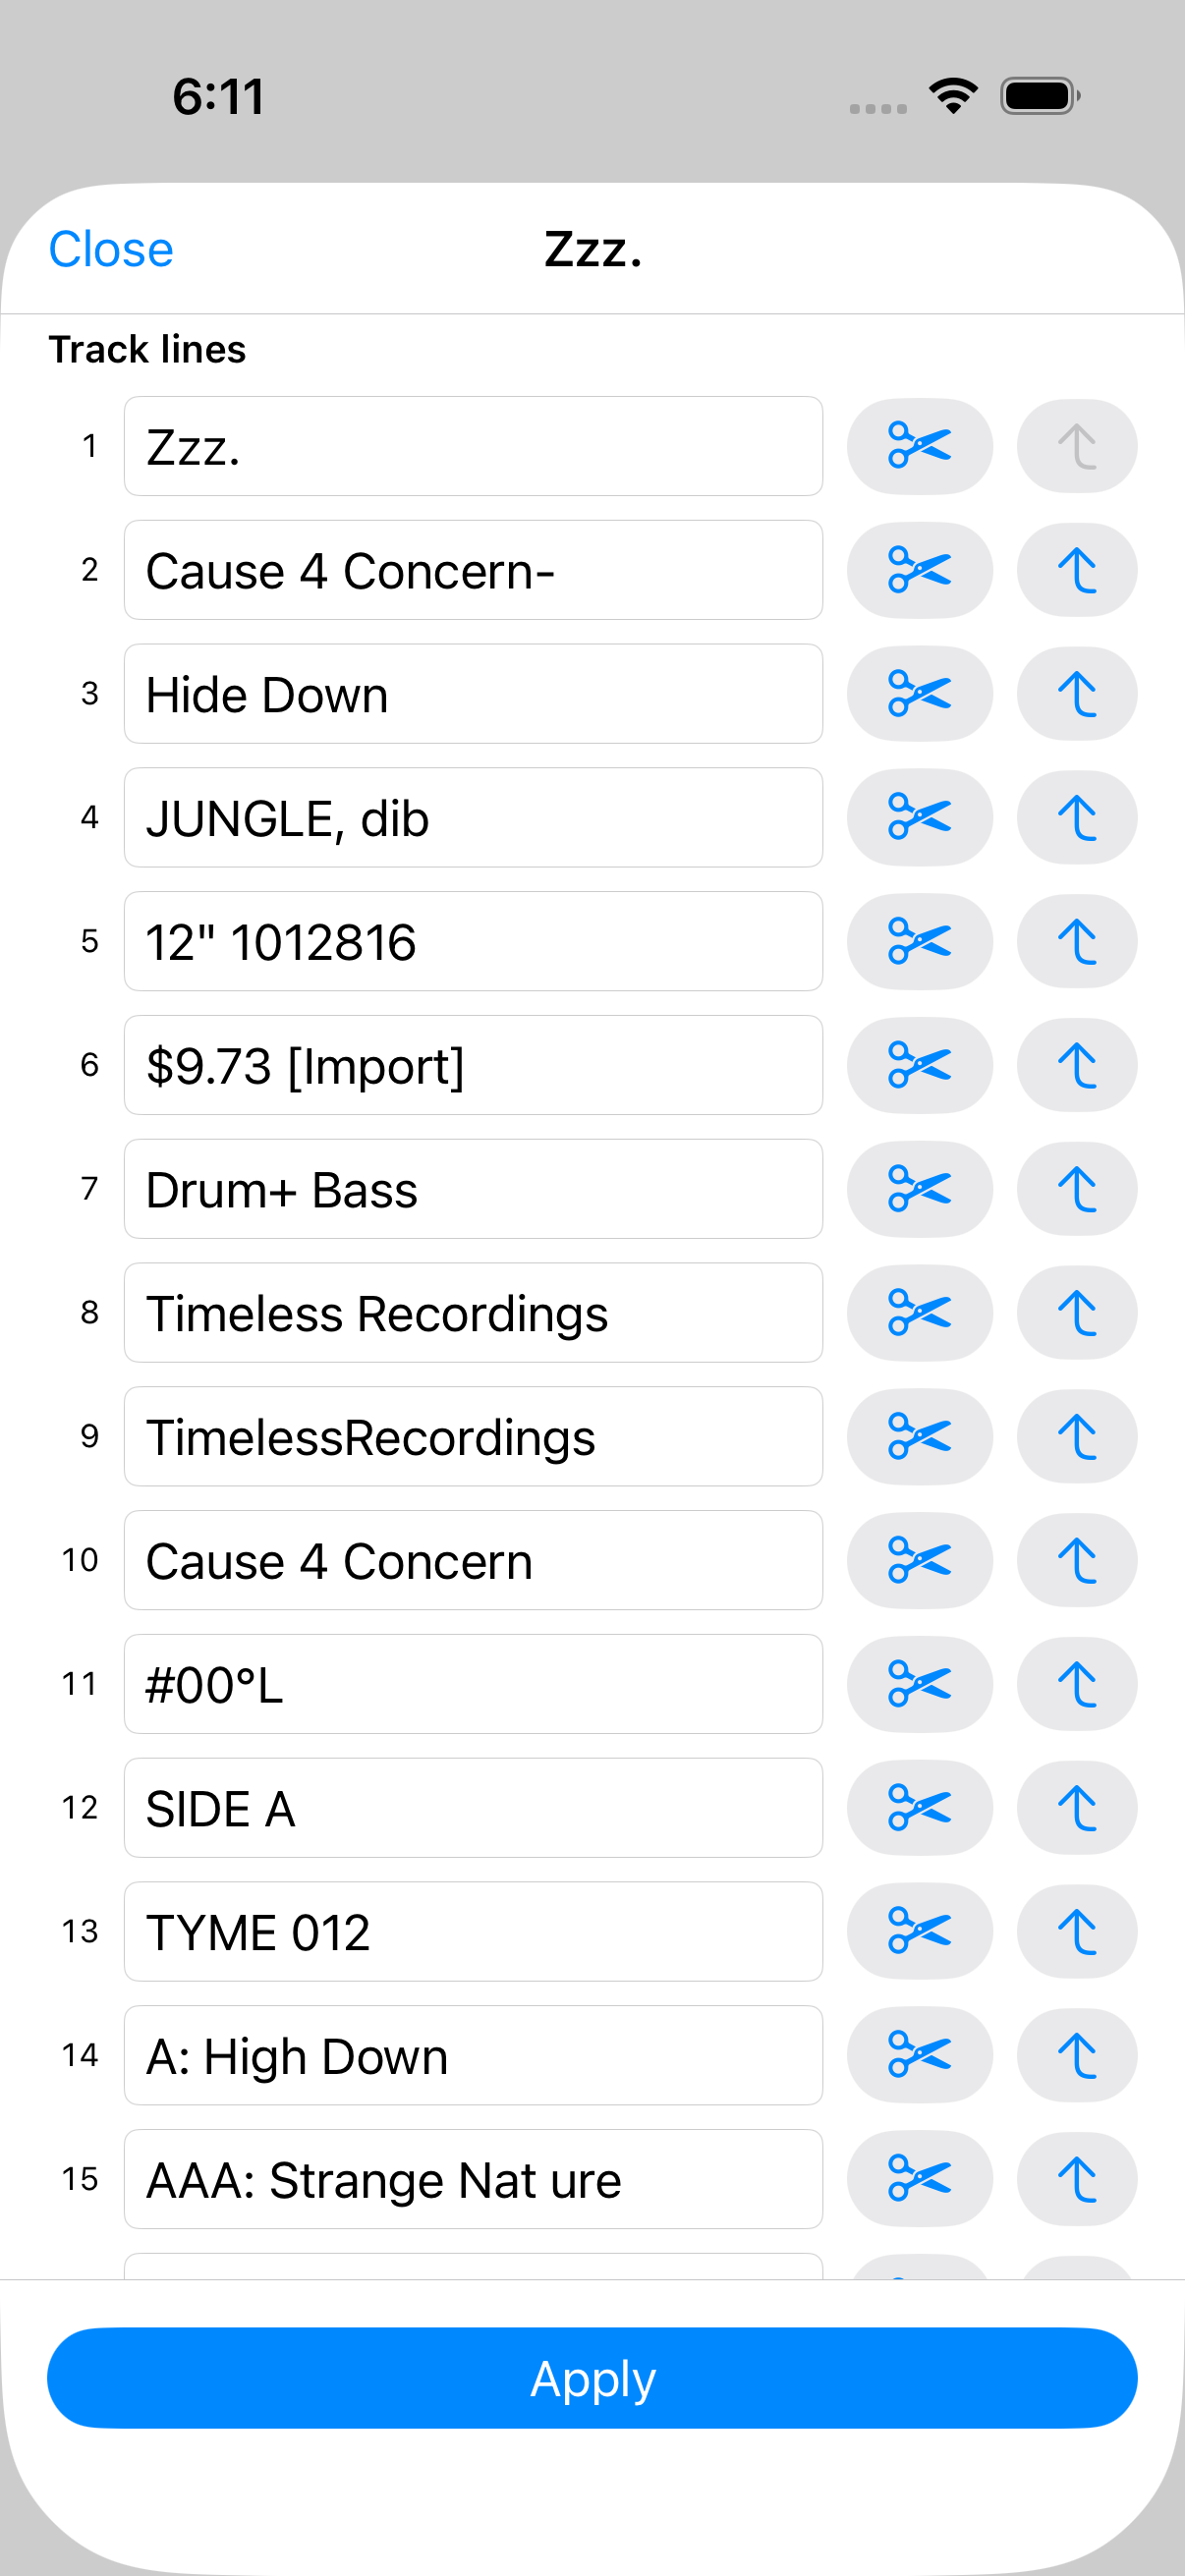 6:11
Close
Zzz.
Track lines
1 Zzz.
2 Cause 4 Concern-
3 Hide Down
4 JUNGLE, dib
5 12" 1012816
6 $9.73 [Import]
7 Drum+ Bass
8 Timeless Recordings
9 TimelessRecordings
10 Cause 4 Concern
11 #00°L
12 SIDE A
13 TYME 012
14 A: High Down
15 AAA: Strange Nat ure
Apply